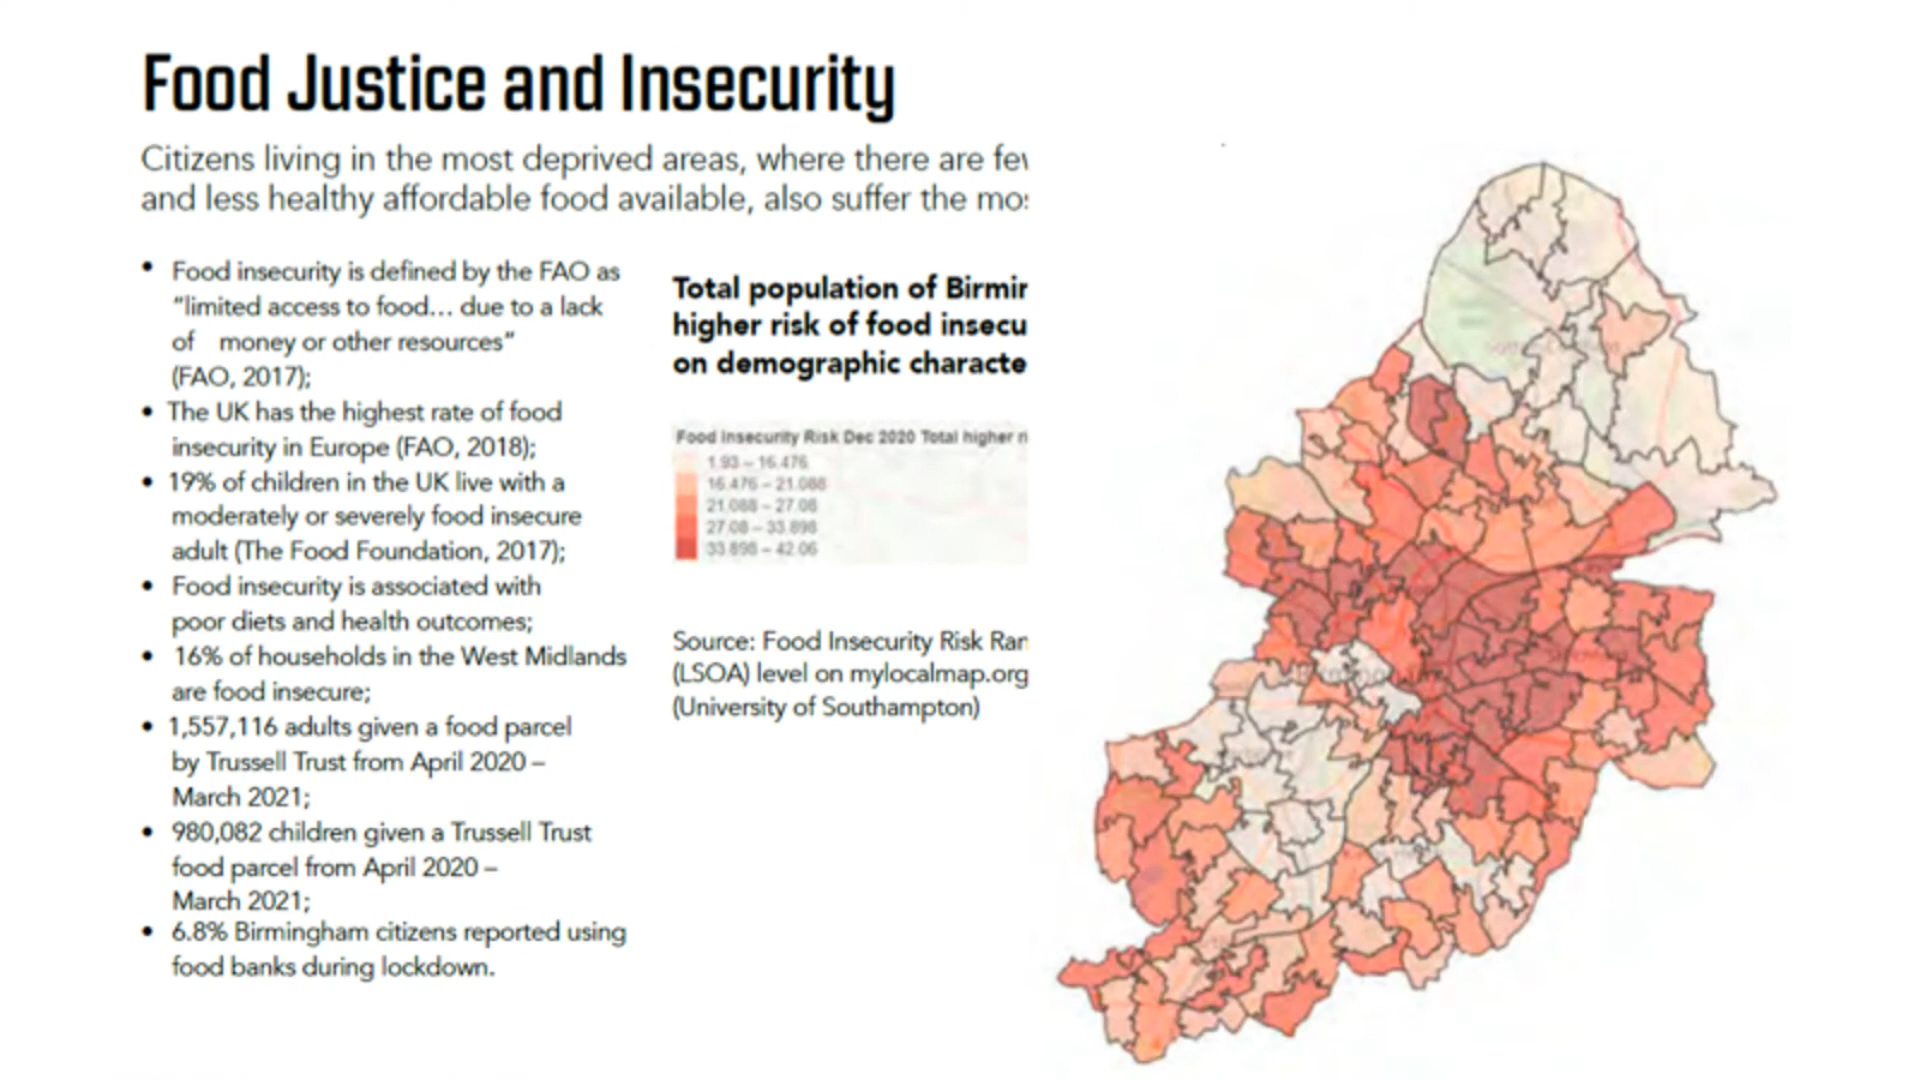 Food Justice and Insecurity
Citizens living in the most deprived areas, where there are few
and less healthy affordable food available, also suffer the mos
• Food insecurity is defined by the FAO as
“limited access to food... due to a lack
of money or other resources”
(FAO, 2017);
• The UK has the highest rate of food
insecurity in Europe (FAO, 2018);
• 19% of children in the UK live with a
moderately or severely food insecure
adult (The Food Foundation, 2017);
• Food insecurity is associated with
poor diets and health outcomes;
• 16% of households in the West Midlands
are food insecure;
• 1,557,116 adults given a food parcel
by Trussell Trust from April 2020 –
March 2021;
• 980,082 children given a Trussell Trust
food parcel from April 2020 –
March 2021;
• 6.8% Birmingham citizens reported using
food banks during lockdown.
Total population of Birmin
higher risk of food insecu
on demographic characte
Food Insecurity Risk Dec 2020 Total higher ri
1.93 – 16.476
16.476 – 21.088
21.088 – 27.08
27.08 – 33.898
33.898 – 42.06
Source: Food Insecurity Risk Ran
(LSOA) level on mylocalmap.org
(University of Southampton)